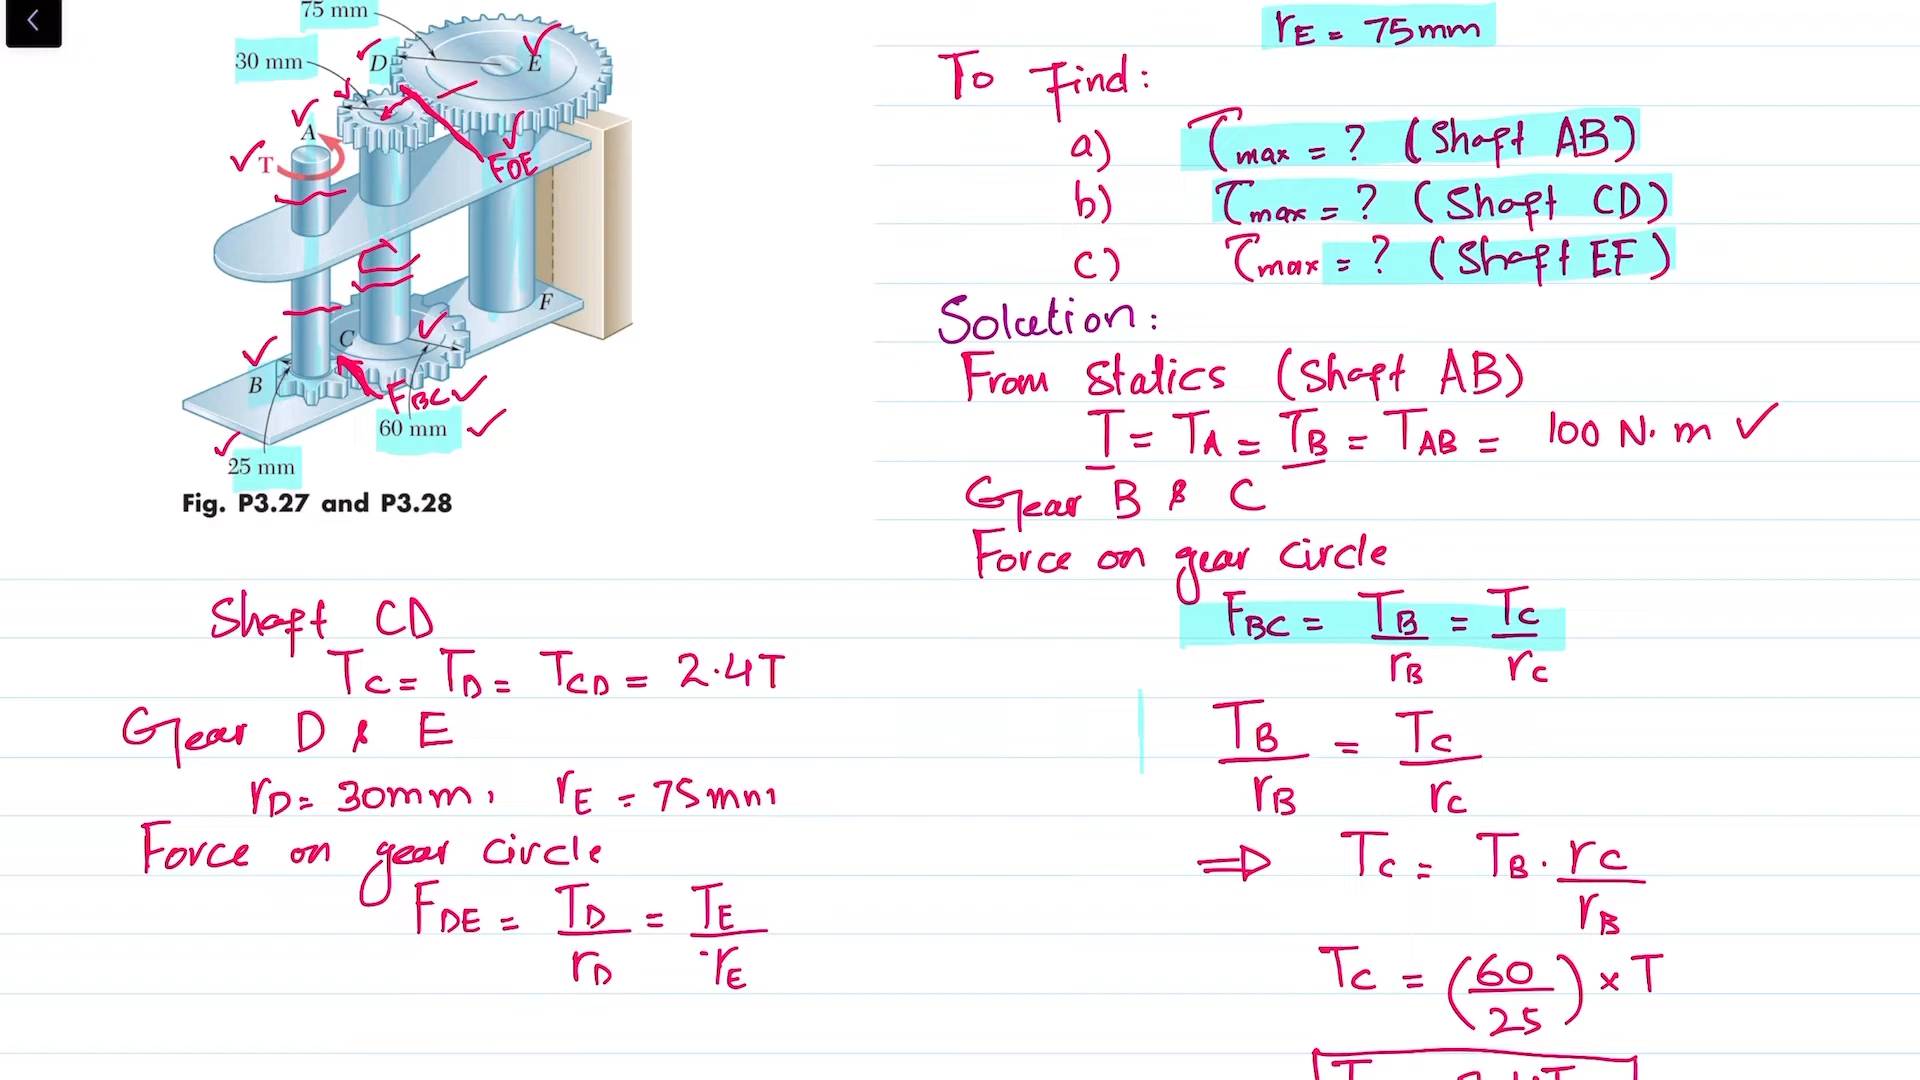 75 mm
30 mm
D
E
A
T
FDE
C
F
B
FBC
60 mm
25 mm
Fig. P3.27 and P3.28
Shaft CD
TC = TD = TCD = 2.4T
Gear D & E
rD = 30mm, rE = 75mm
Force on gear circle
FDE = TD/rD = TE/rE
rE = 75mm
To Find:
a) τmax = ? (Shaft AB)
b) τmax = ? (Shaft CD)
c) τmax = ? (Shaft EF)
Solution:
From Statics (Shaft AB)
T = TA = TB = TAB = 100 N.m ✓
Gear B & C
Force on gear circle
FBC = TB/rB = TC/rC
TB/rB = TC/rC
⇒ TC = TB . rC/rB
TC = (60/25) × T